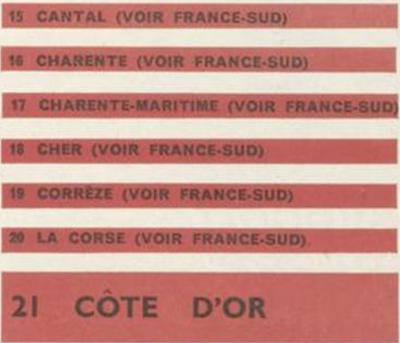 15 CANTAL (VOIR FRANCE-SUD)
16 CHARENTE (VOIR FRANCE-SUD)
17 CHARENTE-MARITIME (VOIR FRANCE-SUD)
18 CHER (VOIR FRANCE-SUD)
19 CORRÈZE (VOIR FRANCE-SUD)
20 LA CORSE (VOIR FRANCE-SUD)
21 CÔTE D'OR